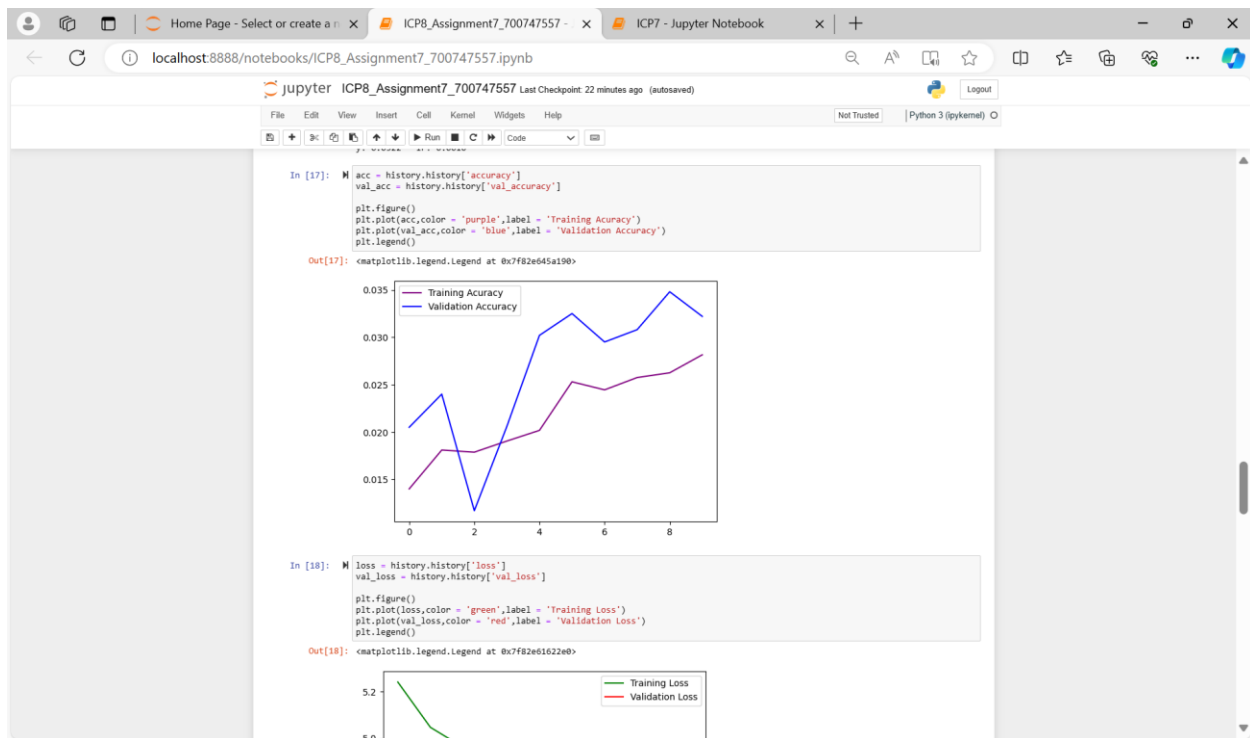 Home Page - Select or create a n
ICP8_Assignment7_700747557 -
ICP7 - Jupyter Notebook
localhost:8888/notebooks/ICP8_Assignment7_700747557.ipynb
jupyter ICP8_Assignment7_700747557 Last Checkpoint: 22 minutes ago (autosaved)
Logout
File Edit View Insert Cell Kernel Widgets Help
Not Trusted
Python 3 (ipykernel)
Run
Code
In [17]:
acc = history.history['accuracy']
val_acc = history.history['val_accuracy']
plt.figure()
plt.plot(acc,color = 'purple',label = 'Training Acuracy')
plt.plot(val_acc,color = 'blue',label = 'Validation Accuracy')
plt.legend()
Out[17]: <matplotlib.legend.Legend at 0x7f82e645a190>
Training Acuracy
Validation Accuracy
0.035
0.030
0.025
0.020
0.015
0 2 4 6 8
In [18]:
loss = history.history['loss']
val_loss = history.history['val_loss']
plt.figure()
plt.plot(loss,color = 'green',label = 'Training Loss')
plt.plot(val_loss,color = 'red',label = 'Validation Loss')
plt.legend()
Out[18]: <matplotlib.legend.Legend at 0x7f82e61622e0>
Training Loss
Validation Loss
5.2